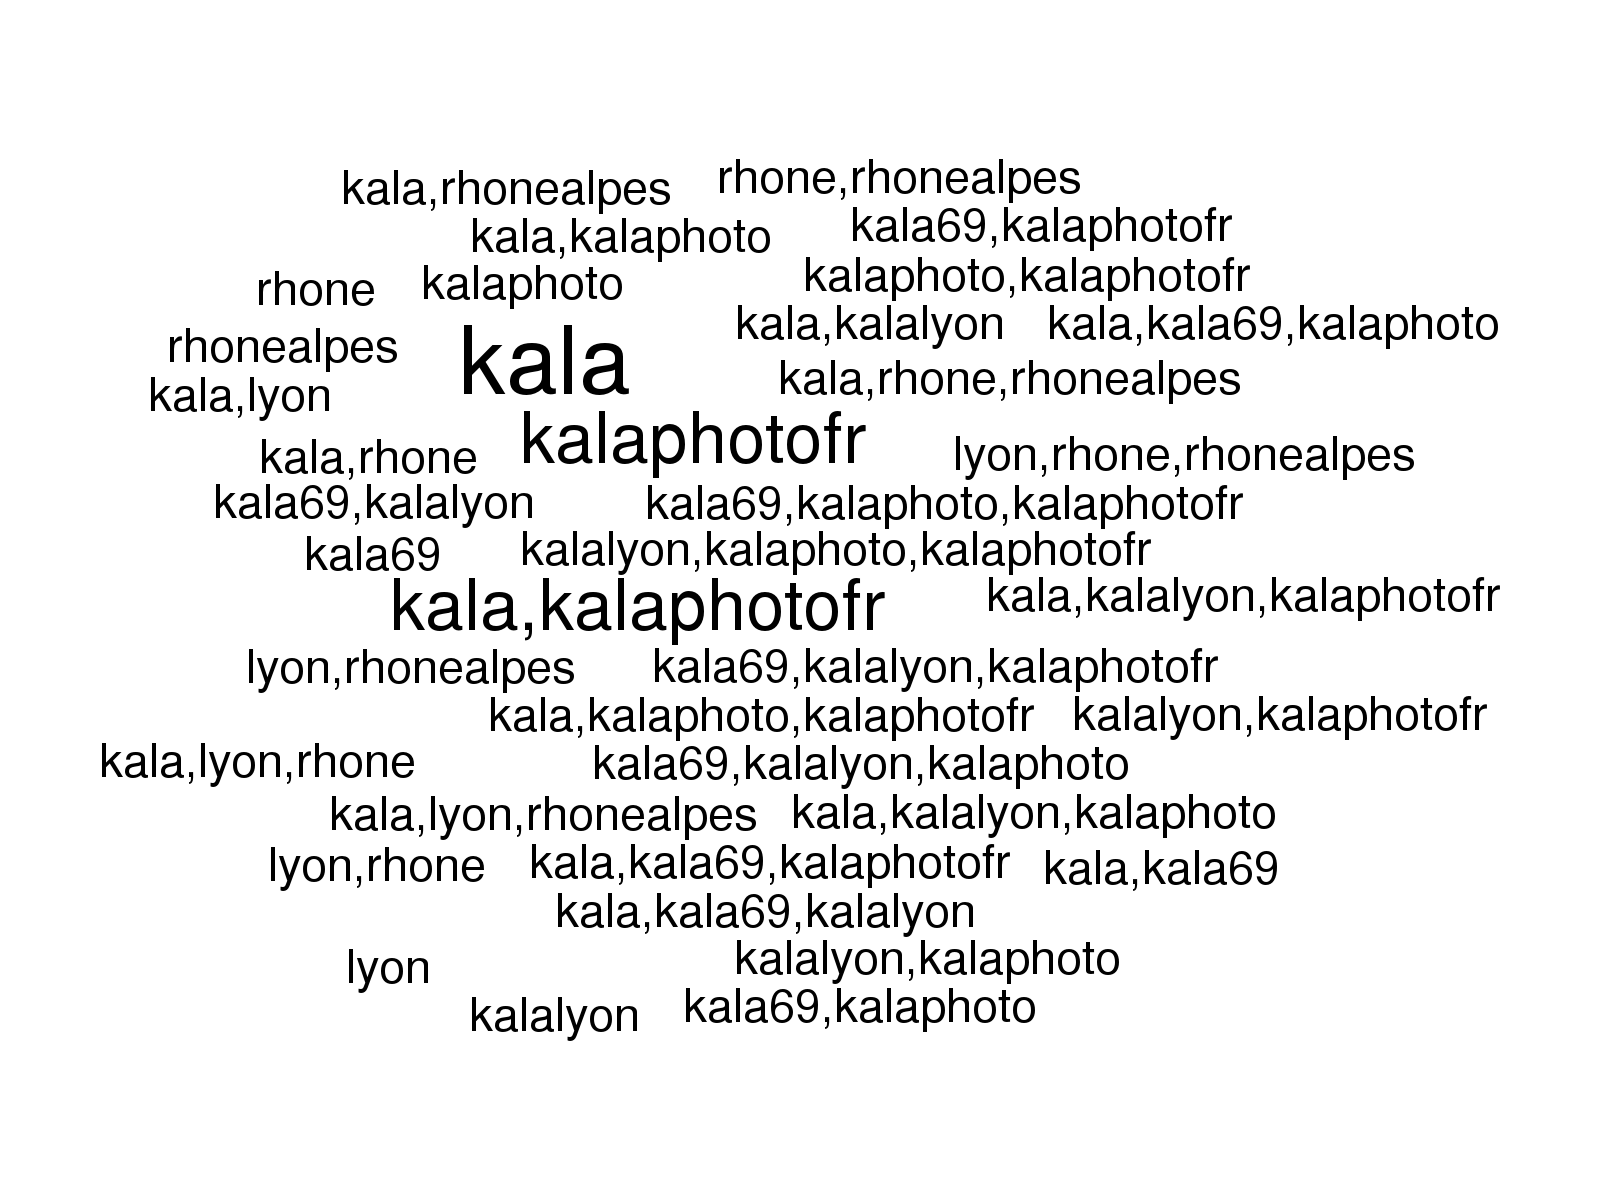 kala,rhonealpes rhone,rhonealpes
kala,kalaphoto kala69,kalaphotofr
rhone kalaphoto kalaphoto,kalaphotofr
kala,kalalyon kala,kala69,kalaphoto
rhonealpes kala kala,rhone,rhonealpes
kala,lyon
kala,rhone kalaphotofr lyon,rhone,rhonealpes
kala69,kalalyon kala69,kalaphoto,kalaphotofr
kala69 kalalyon,kalaphoto,kalaphotofr
kala,kalaphotofr kala,kalalyon,kalaphotofr
lyon,rhonealpes kala69,kalalyon,kalaphotofr
kala,kalaphoto,kalaphotofr kalalyon,kalaphotofr
kala,lyon,rhone kala69,kalalyon,kalaphoto
kala,lyon,rhonealpes kala,kalalyon,kalaphoto
lyon,rhone kala,kala69,kalaphotofr kala,kala69
kala,kala69,kalalyon
lyon kalalyon,kalaphoto
kalalyon kala69,kalaphoto